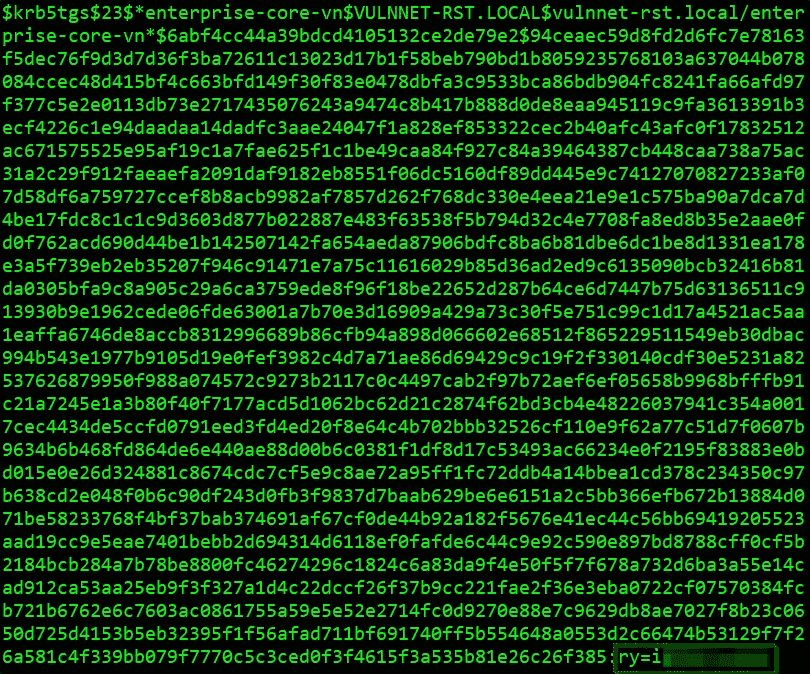 $krb5tgs$23$*enterprise-core-vn$VULNNET-RST.LOCAL$vulnnet-rst.local/enter
prise-core-vn*$6abf4cc44a39bdcd4105132ce2de79e2$94ceaec59d8fd2d6fc7e78163
f5dec76f9d3d7d36f3ba72611c13023d17b1f58beb790bd1b8059235768103a637044b078
084ccec48d415bf4c663bfd149f30f83e0478dbfa3c9533bca86bdb904fc8241fa66afd97
f377c5e2e0113db73e2717435076243a9474c8b417b888d0de8eaa945119c9fa3613391b3
ecf4226c1e94daadaa14dadfc3aae24047f1a828ef853322cec2b40afc43afc0f17832512
ac671575525e95af19c1a7fae625f1c1be49caa84f927c84a39464387cb448caa738a75ac
31a2c29f912faeaefa2091daf9182eb8551f06dc5160df89dd445e9c74127070827233af0
7d58df6a759727ccef8b8acb9982af7857d262f768dc330e4eea21e9e1c575ba90a7dca7d
4be17fdc8c1c1c9d3603d877b022887e483f63538f5b794d32c4e7708fa8ed8b35e2aae0f
d0f762acd690d44be1b142507142fa654aeda87906bdfc8ba6b81dbe6dc1be8d1331ea178
e3a5f739eb2eb35207f946c91471e7a75c11616029b85d36ad2ed9c6135090bcb32416b81
da0305bfa9c8a905c29a6ca3759ede8f96f18be22652d287b64ce6d7447b75d63136511c9
13930b9e1962cede06fde63001a7b70e3d16909a429a73c30f5e751c99c1d17a4521ac5aa
1eaffa6746de8accb8312996689b86cfb94a898d066602e68512f865229511549eb30dbac
994b543e1977b9105d19e0fef3982c4d7a71ae86d69429c9c19f2f330140cdf30e5231a82
537626879950f988a074572c9273b2117c0c4497cab2f97b72aef6ef05658b9968bfffb91
c21a7245e1a3b80f40f7177acd5d1062bc62d21c2874f62bd3cb4e48226037941c354a001
7cec4434de5ccfd0791eed3fd4ed20f8e64c4b702bbb32526cf110e9f62a77c51d7f0607b
9634b6b468fd864de6e440ae88d00b6c0381f1df8d17c53493ac66234e0f2195f83883e0b
d015e0e26d324881c8674cdc7cf5e9c8ae72a95ff1fc72ddb4a14bbea1cd378c234350c97
b638cd2e048f0b6c90df243d0fb3f9837d7baab629be6e6151a2c5bb366efb672b13884d0
71be58233768f4bf37bab374691af67cf0de44b92a182f5676e41ec44c56bb69419205523
aad19cc9e5eae7401bebb2d694314d6118ef0fafde6c44c9e92c590e897bd8788cff0cf5b
2184bcb284a7b78be8800fc46274296c1824c6a83da9f4e50f5f7f678a732d6ba3a55e14c
ad912ca53aa25eb9f3f327a1d4c22dccf26f37b9cc221fae2f36e3eba0722cf07570384fc
b721b6762e6c7603ac0861755a59e5e52e2714fc0d9270e88e7c9629db8ae7027f8b23c06
50d725d4153b5eb32395f1f56afad711bf691740ff5b554648a0553d2c66474b53129f7f2
6a581c4f339bb079f7770c5c3ced0f3f4615f3a535b81e26c26f385:ry=i